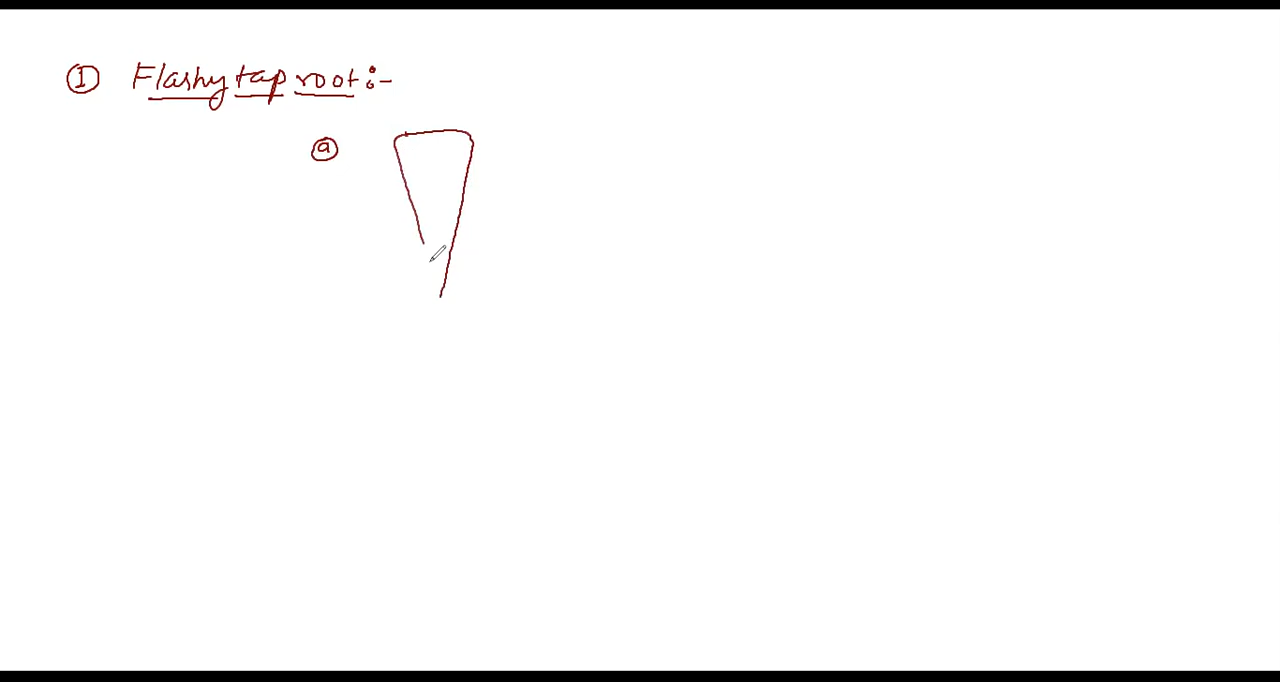 ① Flashy tap root :-
ⓐ